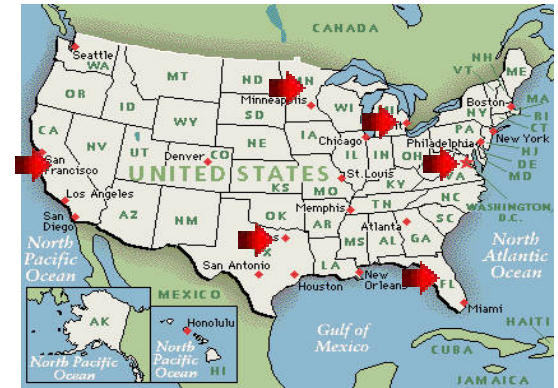 CANADA
Seattle
WA
MT
ND
NH
VT
ME
OR
ID
Minneapolis
WI
Boston
MA
SD
WY
NY
RI
CT
CA
NV
UT
Denver
CO
NE
IA
Chicago
IL
IN
OH
PA
Philadelphia
New York
NJ
DE
MD
San
Francisco
UNITED STATES
KS
MO
St. Louis
KY
VA
WASHINGTON,
D.C.
Los Angeles
San
Diego
AZ
NM
OK
AR
Memphis
TN
NC
SC
Atlanta
MS
AL
GA
North
Pacific
Ocean
North
Atlantic
Ocean
San Antonio
LA
Houston
New
Orleans
FL
Miami
MEXICO
Gulf of
Mexico
AK
North Pacific
Ocean
Honolulu
North
Pacific
Ocean
HI
CUBA
HAITI
JAMAICA